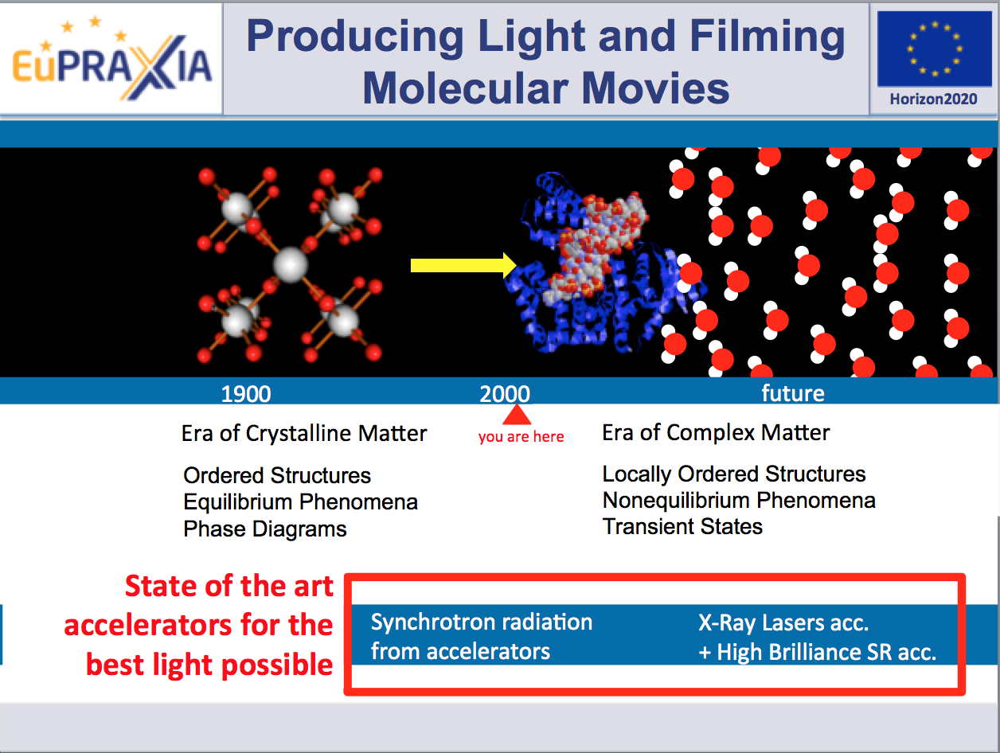 EuPRAXIA
Producing Light and Filming
Molecular Movies
Horizon2020
1900
2000
future
you are here
Era of Crystalline Matter
Ordered Structures
Equilibrium Phenomena
Phase Diagrams
Era of Complex Matter
Locally Ordered Structures
Nonequilibrium Phenomena
Transient States
State of the art
accelerators for the
best light possible
Synchrotron radiation
from accelerators
X-Ray Lasers acc.
+ High Brilliance SR acc.